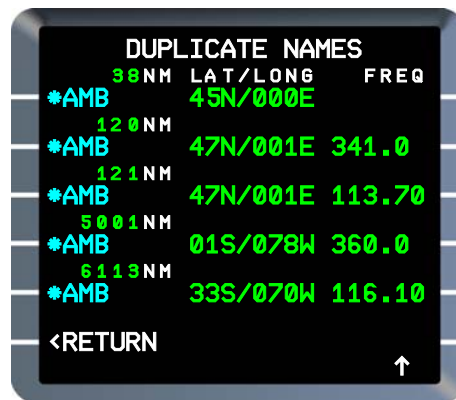 DUPLICATE NAMES
38NM LAT/LONG FREQ
*AMB 45N/000E
120NM
*AMB 47N/001E 341.0
121NM
*AMB 47N/001E 113.70
5001NM
*AMB 01S/078W 360.0
6113NM
*AMB 33S/070W 116.10
<RETURN
↑